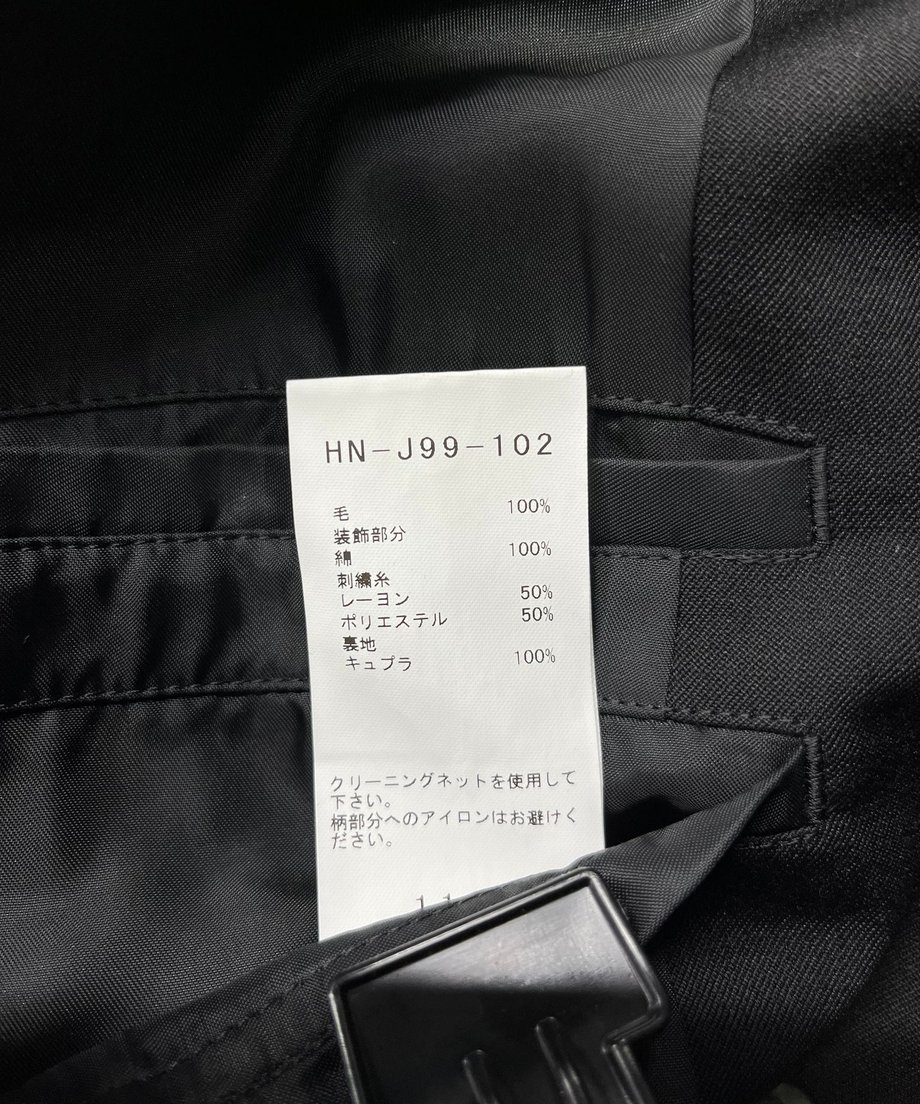 HN-J99-102
毛 100%
装飾部分
綿 100%
刺繍糸
レーヨン 50%
ポリエステル 50%
裏地
キュプラ 100%
クリーニングネットを使用して
下さい。
柄部分へのアイロンはお避けく
ださい。